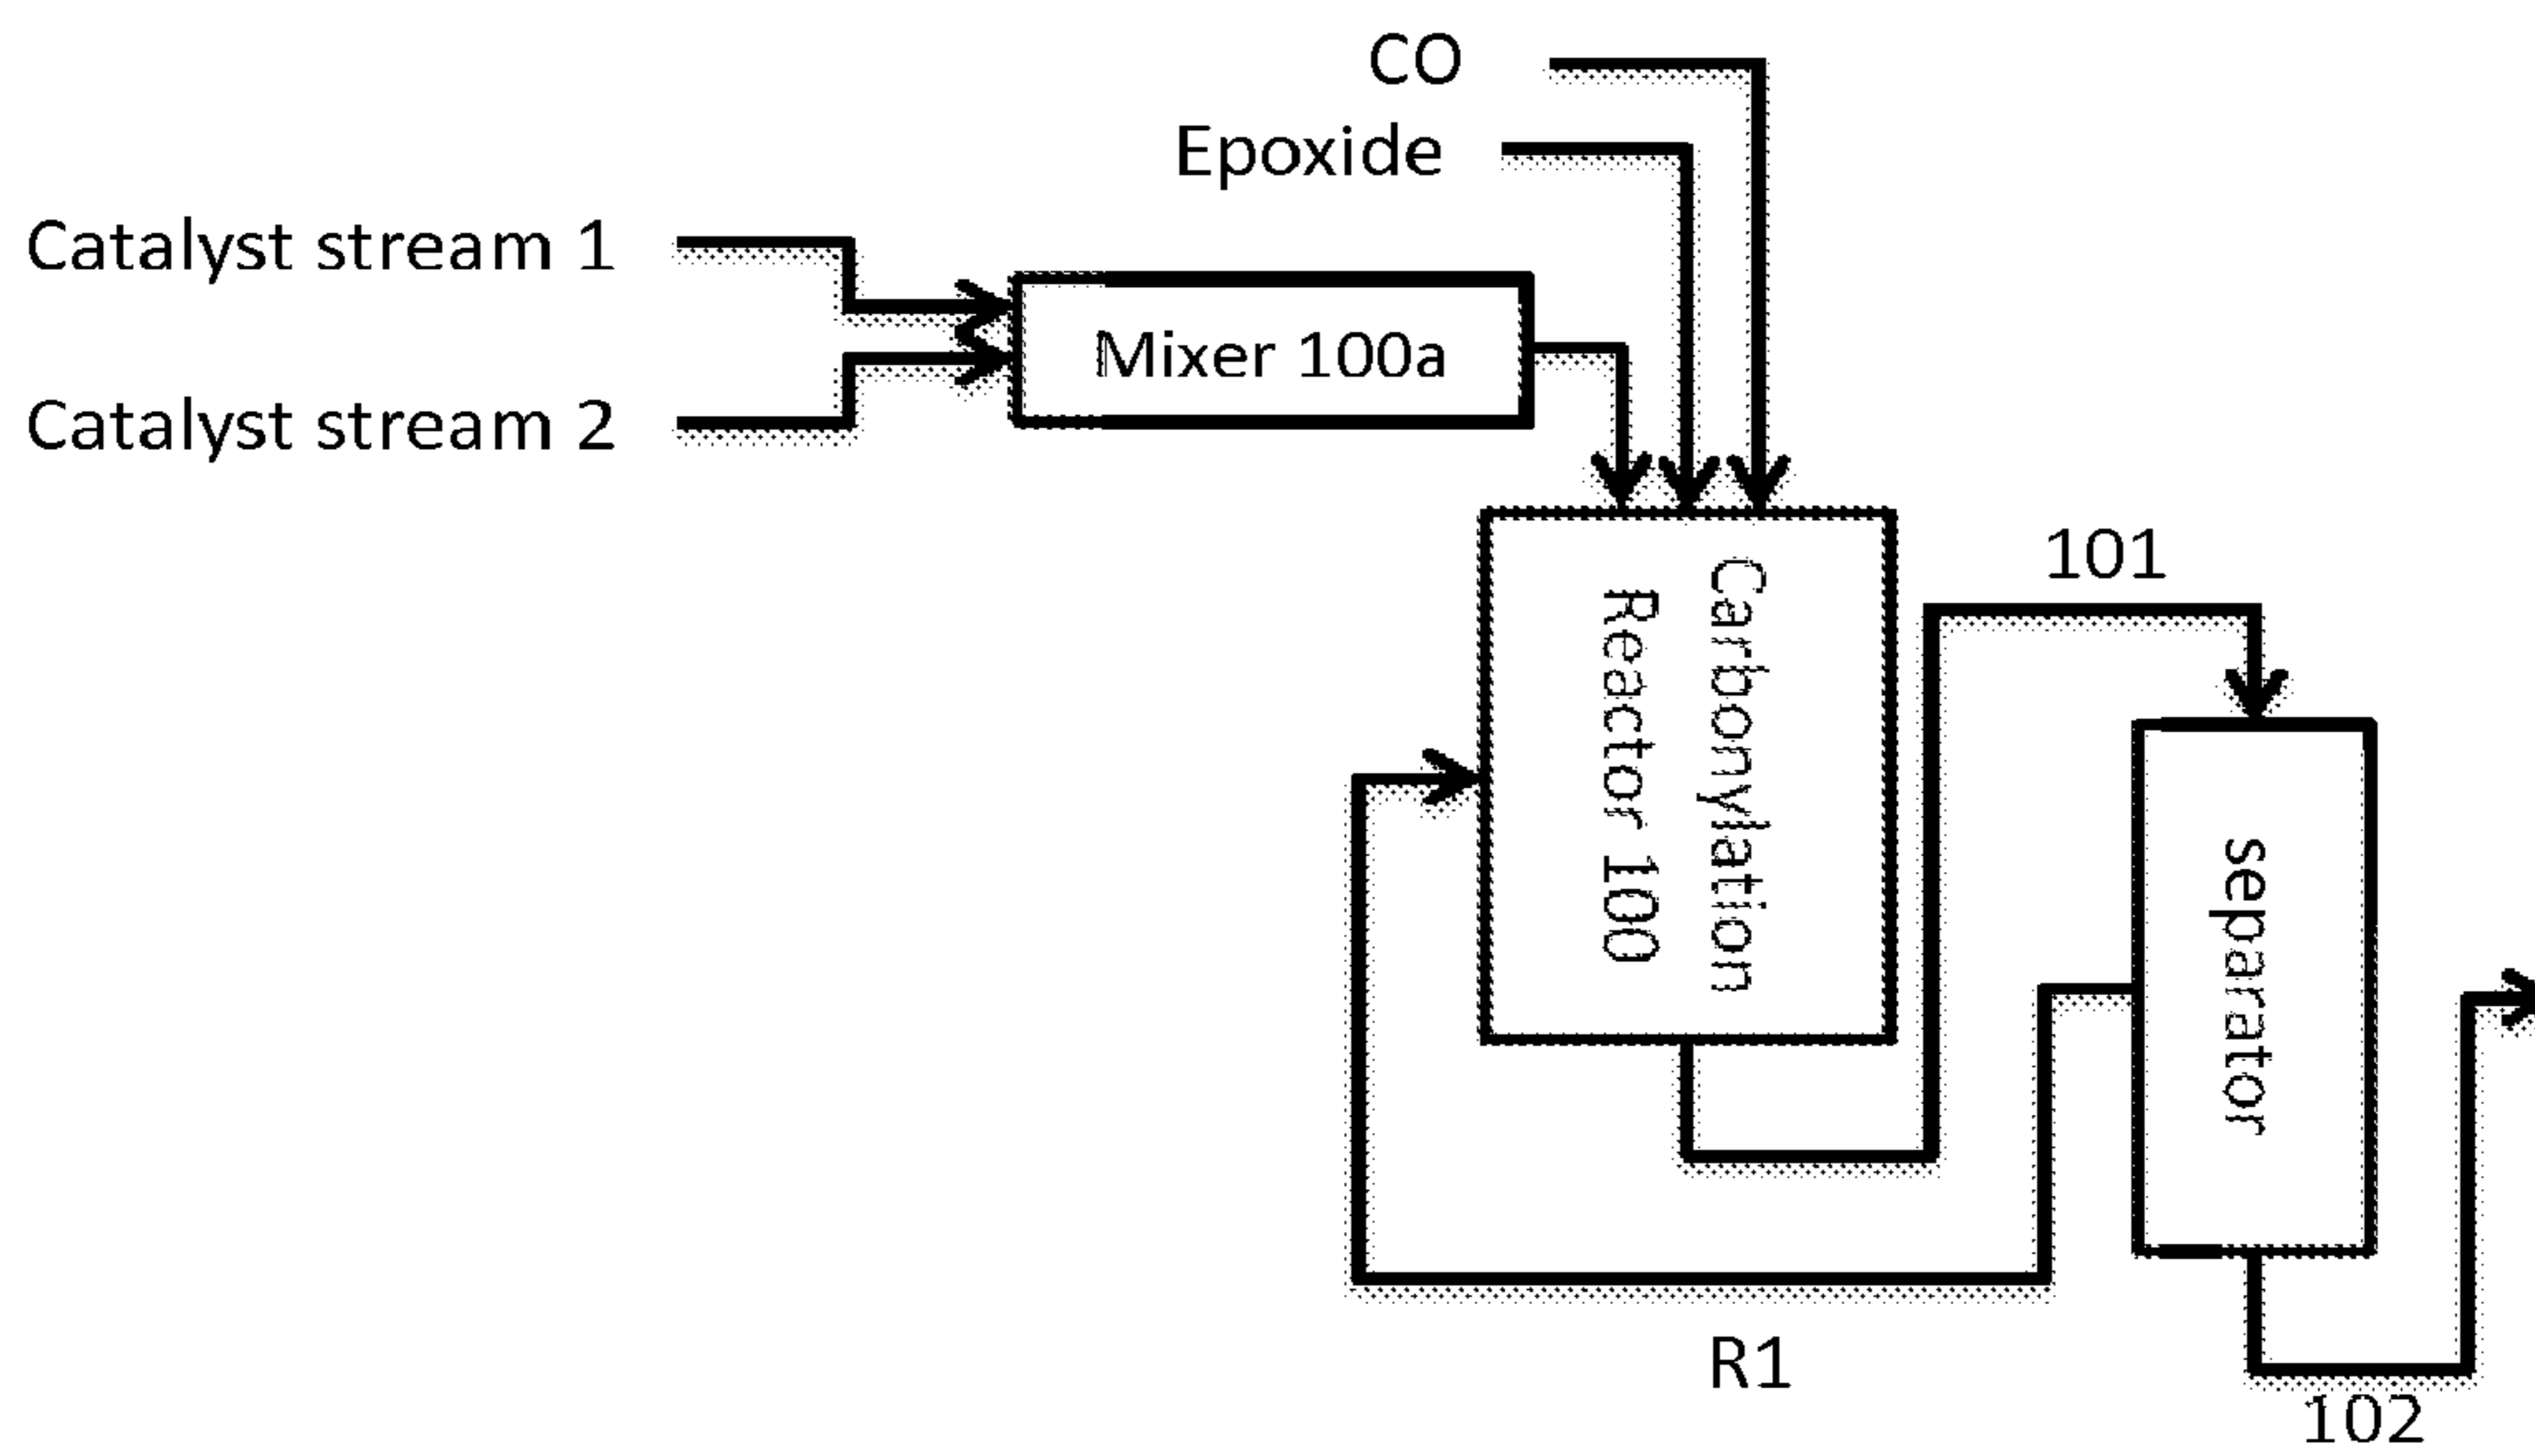 CO
Epoxide
Catalyst stream 1
Mixer 100a
Catalyst stream 2
Carbonylation
Reactor 100
101
separator
R1
102